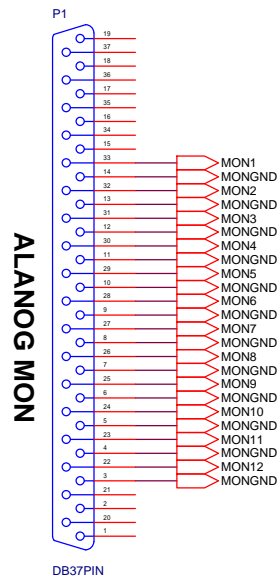 P1
19
37
18
36
17
35
16
34
15
33 MON1
14 MONGND
32 MON2
13 MONGND
31 MON3
12 MONGND
30 MON4
11 MONGND
29 MON5
10 MONGND
28 MON6
9 MONGND
27 MON7
8 MONGND
26 MON8
7 MONGND
25 MON9
6 MONGND
24 MON10
5 MONGND
23 MON11
4 MONGND
22 MON12
3 MONGND
21
2
20
1
ALANOG MON
DB37PIN